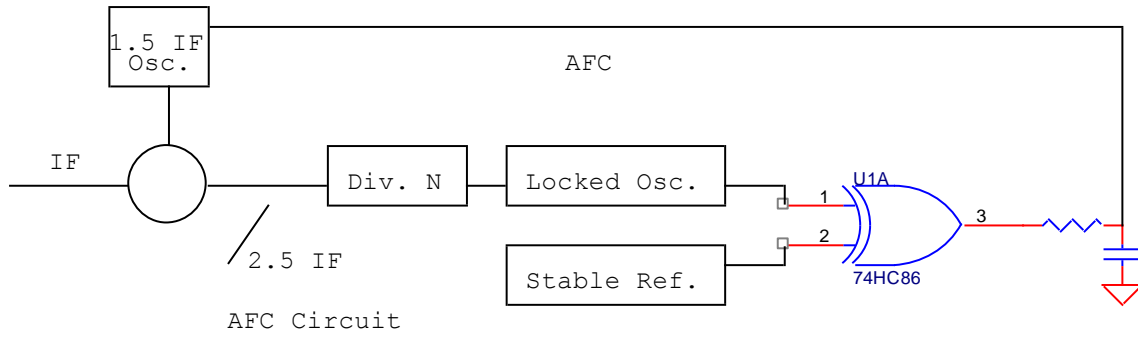 1.5 IF
Osc.
AFC
IF
Div. N
Locked Osc.
U1A
1
2
3
2.5 IF
Stable Ref.
74HC86
AFC Circuit